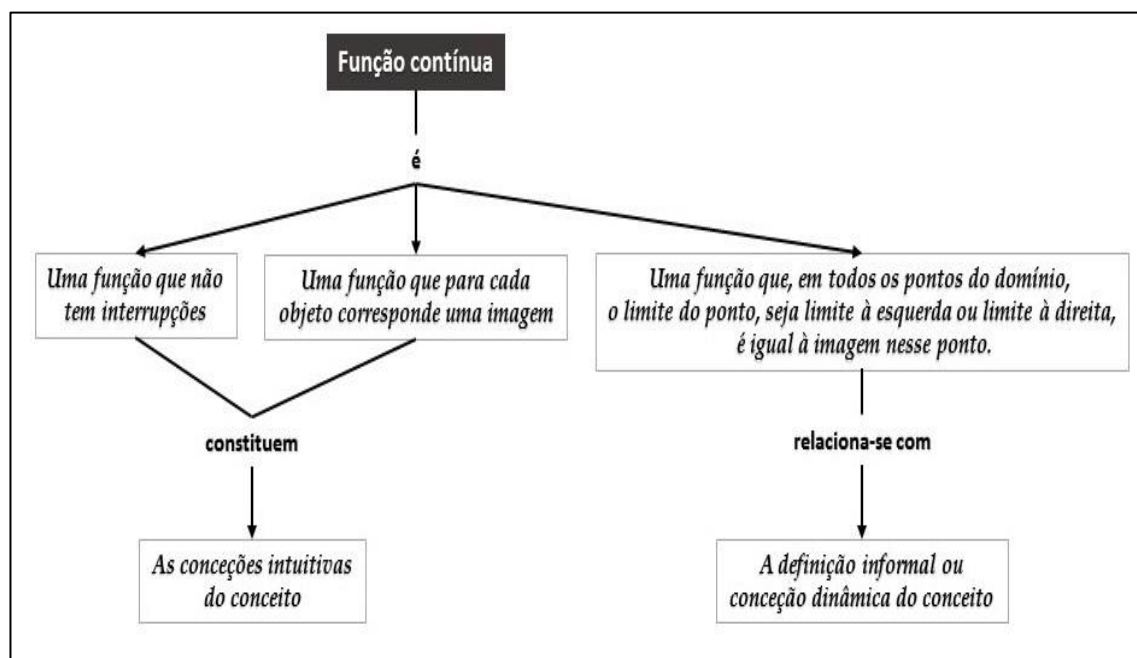 Função contínua
é
Uma função que não
tem interrupções
Uma função que para cada
objeto corresponde uma imagem
Uma função que, em todos os pontos do domínio,
o limite do ponto, seja limite à esquerda ou limite à direita,
é igual à imagem nesse ponto.
constituem
relaciona-se com
As conceções intuitivas
do conceito
A definição informal ou
conceção dinâmica do conceito